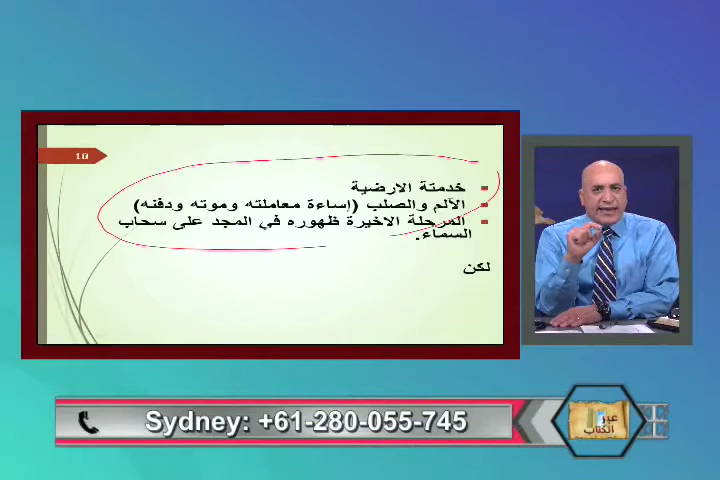 10
خدمتة الارضية
الآلم والصلب (إساءة معاملته وموته ودفنه)
المرحلة الاخيرة ظهوره في المجد على سحاب
السماء.
لكن
Sydney: +61-280-055-745
عبر
الكتاب